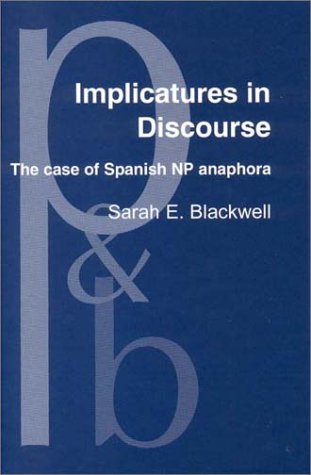 Implicatures in
Discourse
The case of Spanish NP anaphora
Sarah E. Blackwell
p
&
b